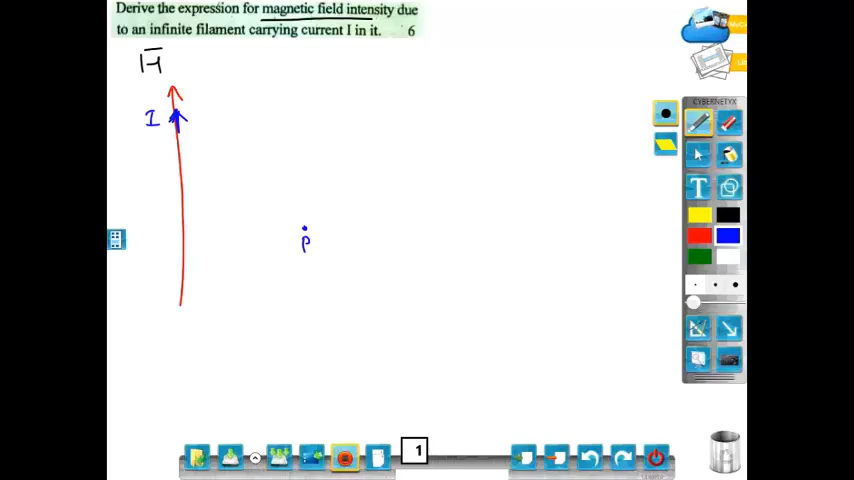 Derive the expression for magnetic field intensity due
to an infinite filament carrying current I in it. 6
H̅
I
P
CYBERNETYX
T
1